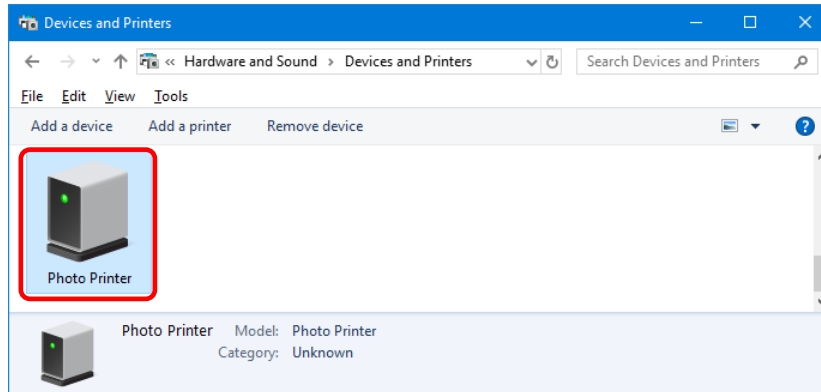 Devices and Printers
« Hardware and Sound › Devices and Printers
Search Devices and Printers
File Edit View Tools
Add a device Add a printer Remove device
?
Photo Printer
Photo Printer Model: Photo Printer
Category: Unknown